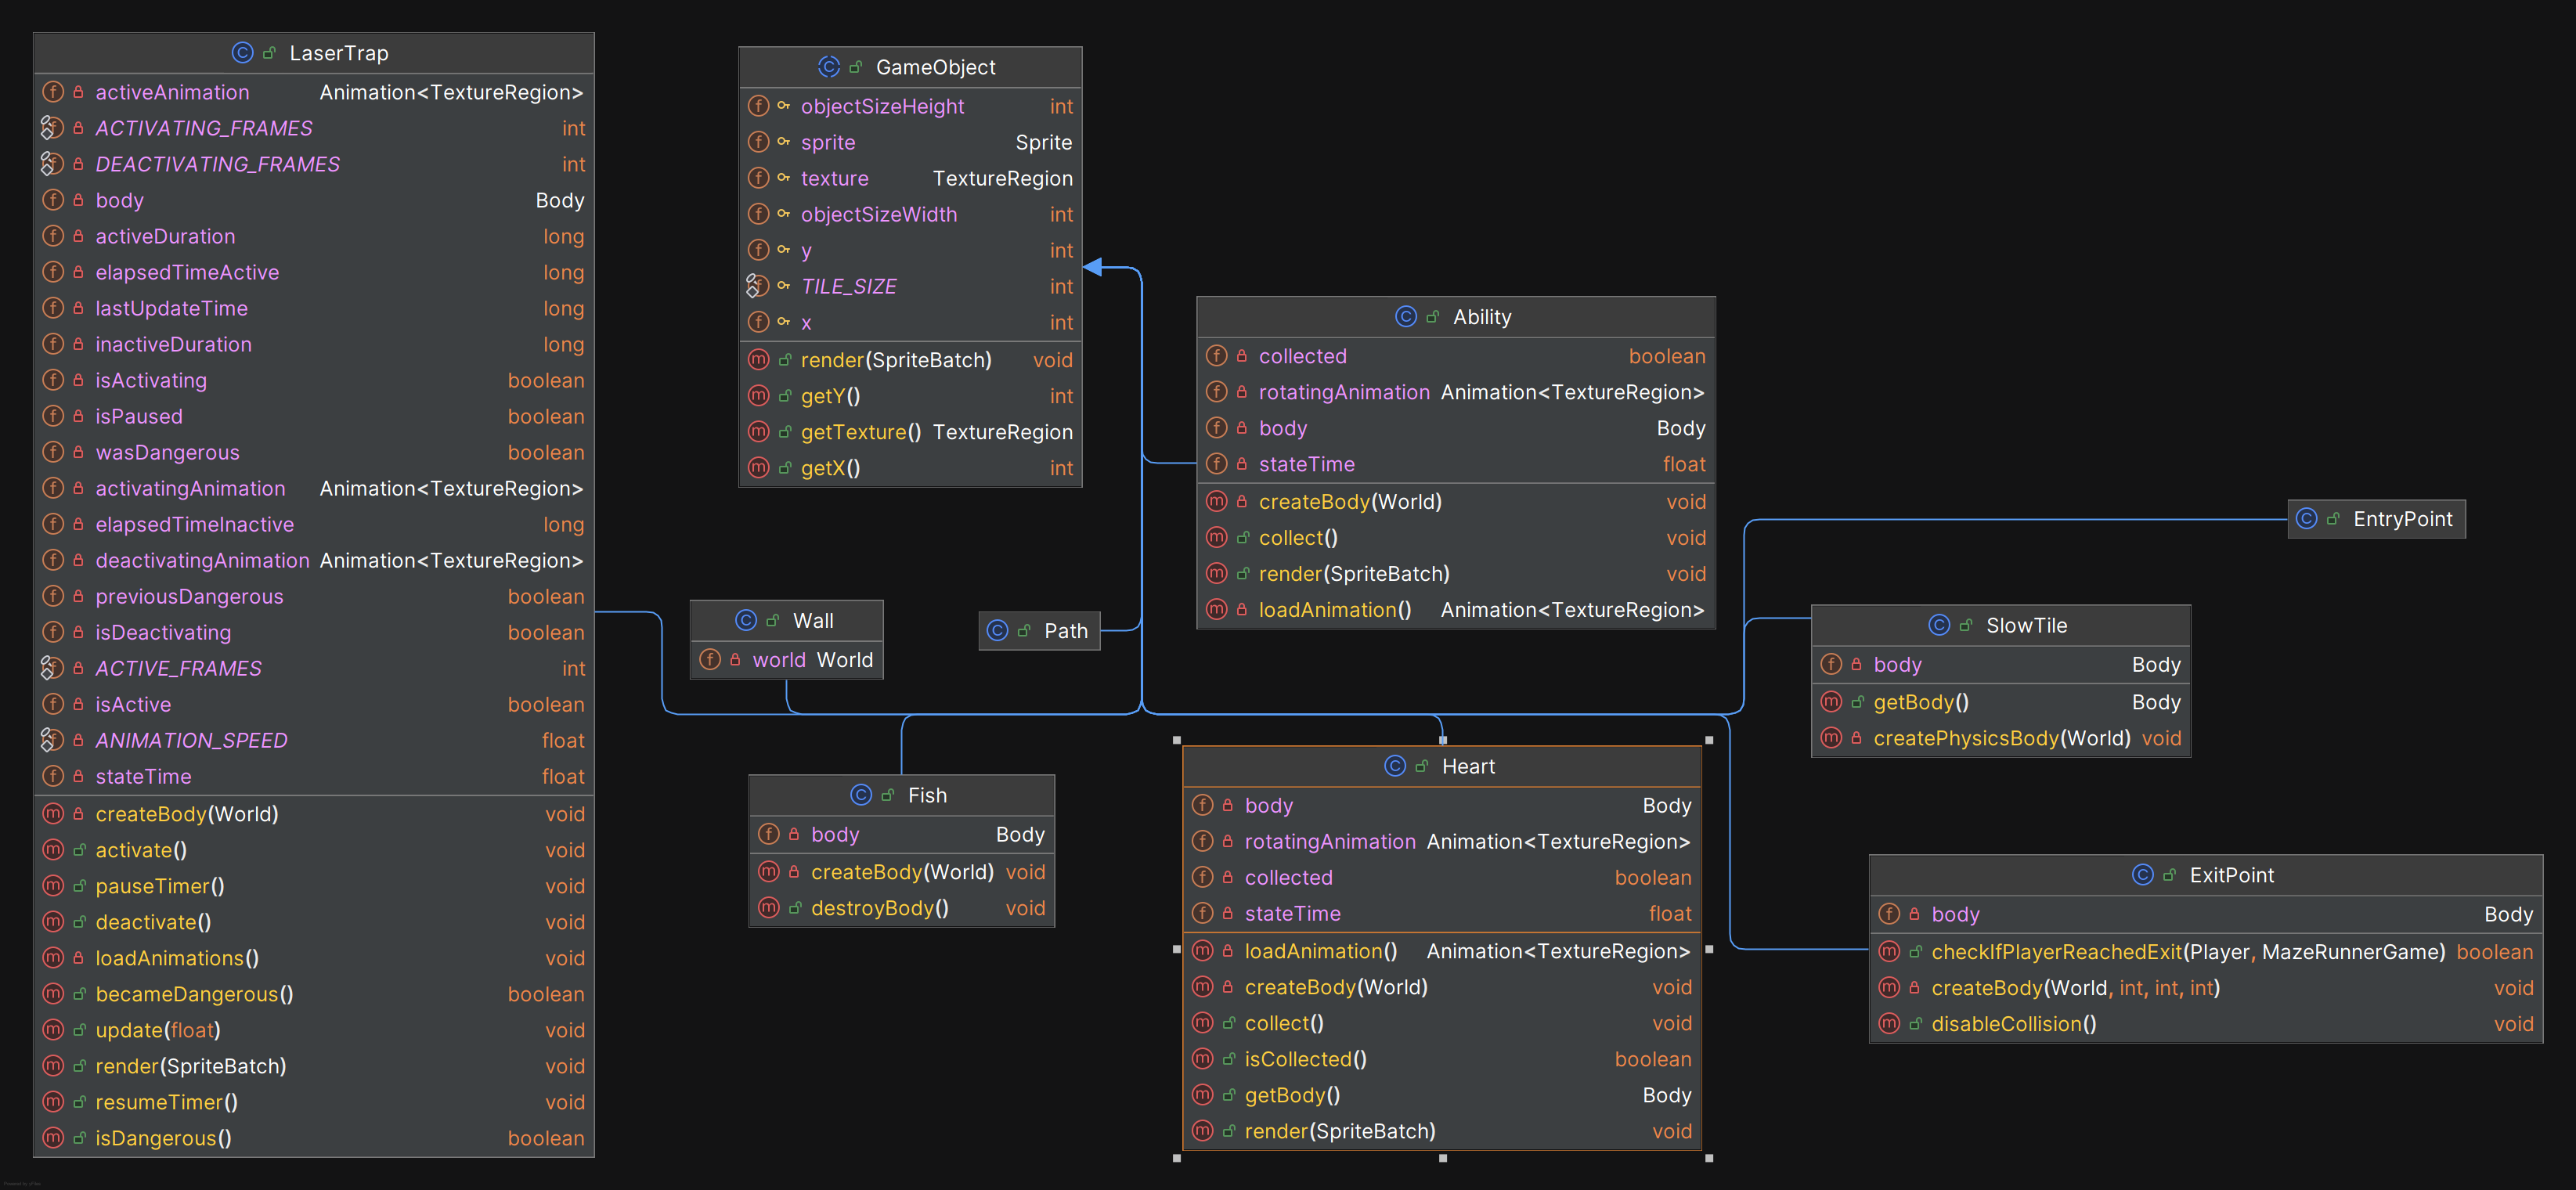 LaserTrap
activeAnimation Animation<TextureRegion>
ACTIVATING_FRAMES int
DEACTIVATING_FRAMES int
body Body
activeDuration long
elapsedTimeActive long
lastUpdateTime long
inactiveDuration long
isActivating boolean
isPaused boolean
wasDangerous boolean
activatingAnimation Animation<TextureRegion>
elapsedTimeInactive long
deactivatingAnimation Animation<TextureRegion>
previousDangerous boolean
isDeactivating boolean
ACTIVE_FRAMES int
isActive boolean
ANIMATION_SPEED float
stateTime float
createBody(World) void
activate() void
pauseTimer() void
deactivate() void
loadAnimations() void
becameDangerous() boolean
update(float) void
render(SpriteBatch) void
resumeTimer() void
isDangerous() boolean
GameObject
objectSizeHeight int
sprite Sprite
texture TextureRegion
objectSizeWidth int
y int
TILE_SIZE int
x int
render(SpriteBatch) void
getY() int
getTexture() TextureRegion
getX() int
Ability
collected boolean
rotatingAnimation Animation<TextureRegion>
body Body
stateTime float
createBody(World) void
collect() void
render(SpriteBatch) void
loadAnimation() Animation<TextureRegion>
EntryPoint
Wall
world World
Path
SlowTile
body Body
getBody() Body
createPhysicsBody(World) void
Fish
body Body
createBody(World) void
destroyBody() void
Heart
body Body
rotatingAnimation Animation<TextureRegion>
collected boolean
stateTime float
loadAnimation() Animation<TextureRegion>
createBody(World) void
collect() void
isCollected() boolean
getBody() Body
render(SpriteBatch) void
ExitPoint
body Body
checkIfPlayerReachedExit(Player, MazeRunnerGame) boolean
createBody(World, int, int, int) void
disableCollision() void